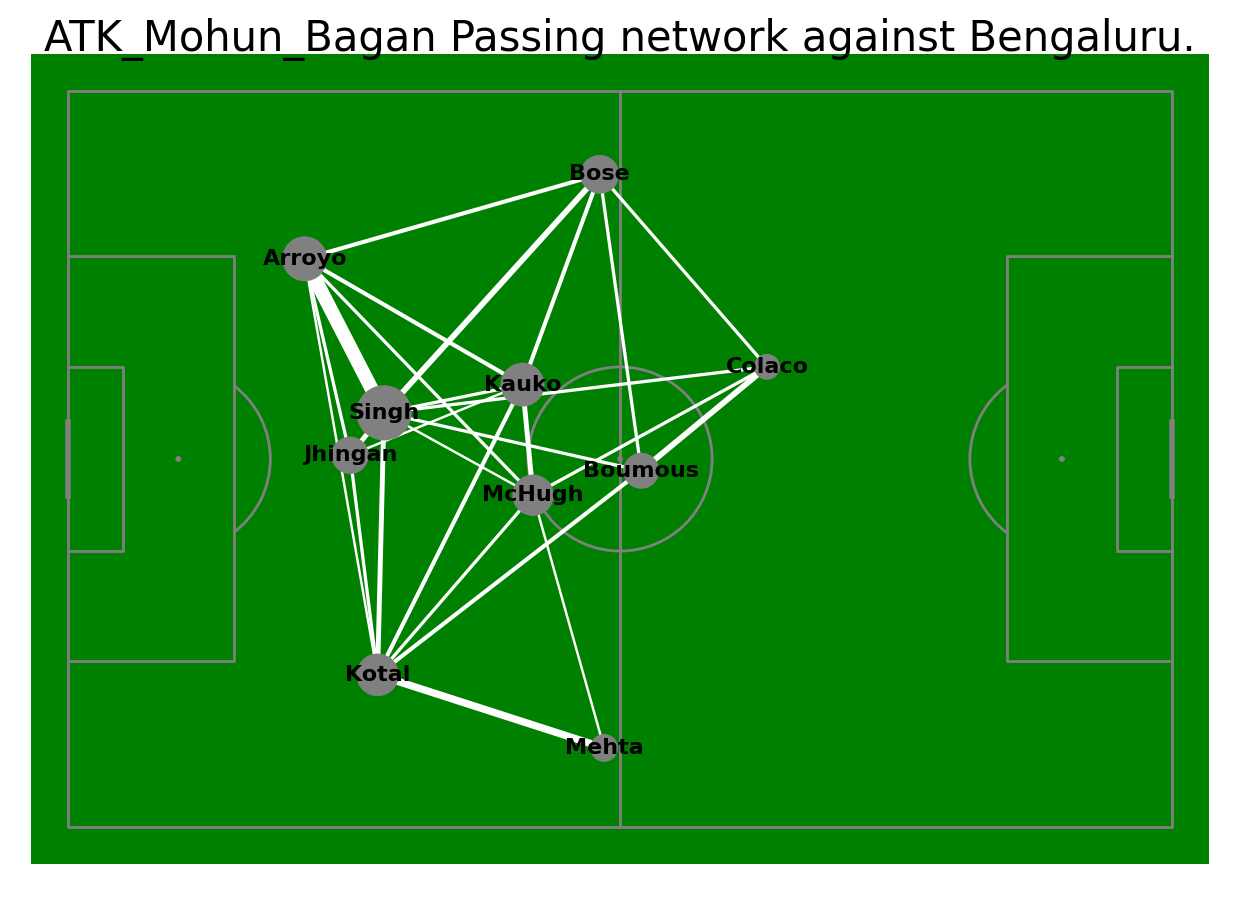 ATK_Mohun_Bagan Passing network against Bengaluru.
Bose
Arroyo
Colaco
Kauko
Singh
Jhingan
Boumous
McHugh
Kotal
Mehta